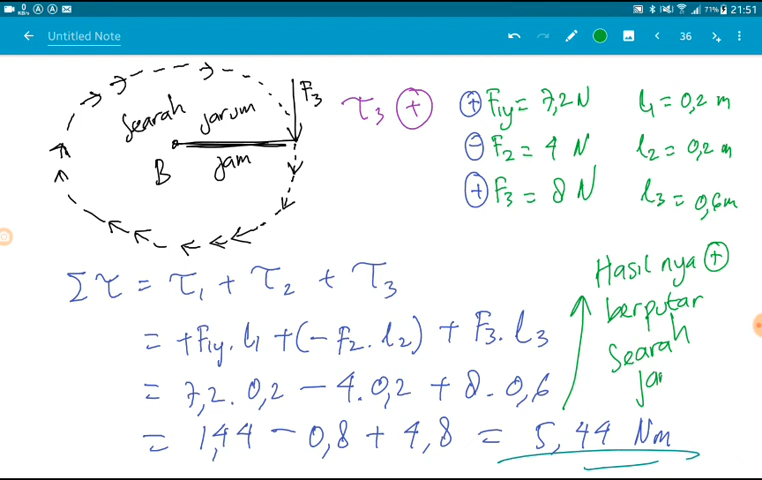 71% 21:51
Untitled Note
36
F3
Searah jarum
jam
B
τ3 (+)
(+) F1y = 7,2 N l1 = 0,2 m
(-) F2 = 4 N l2 = 0,2 m
(+) F3 = 8 N l3 = 0,6 m
Στ = τ1 + τ2 + τ3
= +F1y. l1 + (-F2. l2) + F3. l3
= 7,2. 0,2 - 4. 0,2 + 8. 0,6
= 1,44 - 0,8 + 4,8 = 5,44 Nm
Hasil nya (+)
berputar
Searah
jar